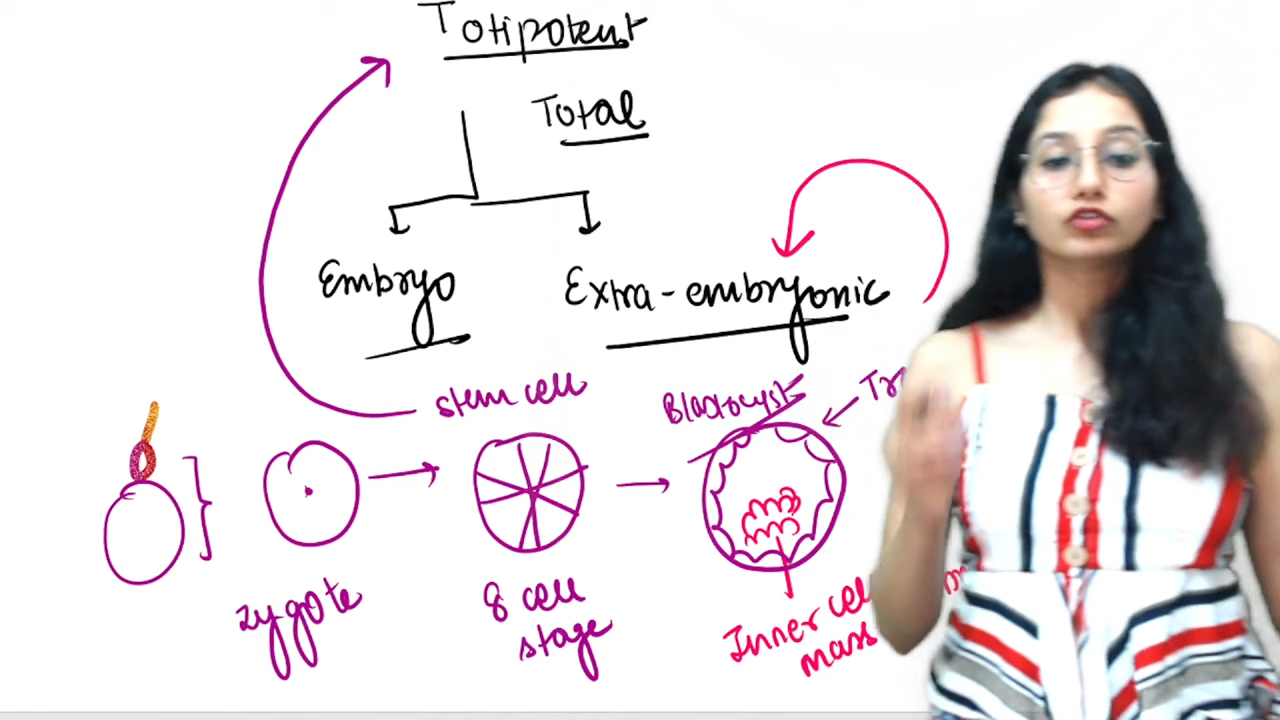 Totipotent
Total
Embryo
Extra-embryonic
stem cell
Blastocyst
zygote
8 cell
stage
Inner cell
mass